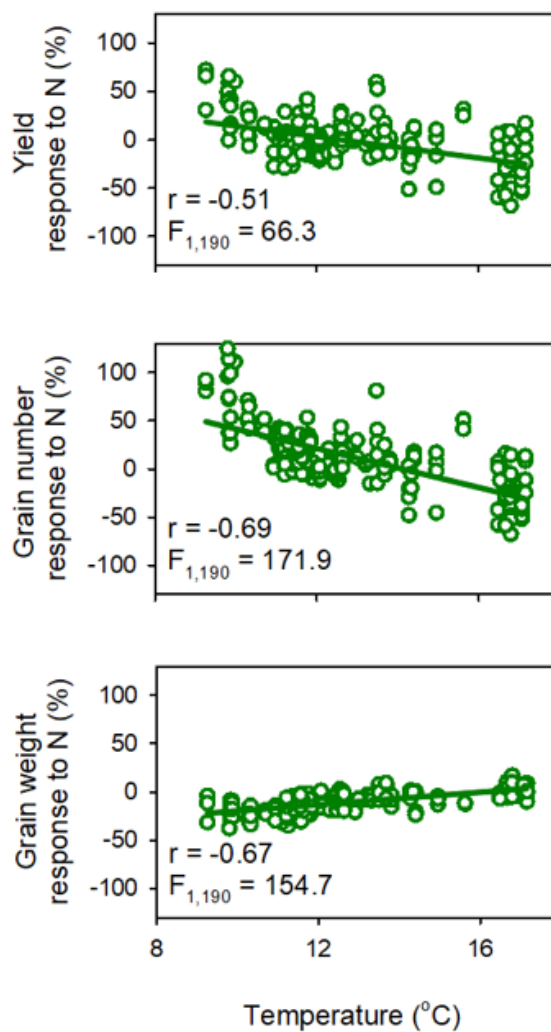 Yield
response to N (%)
100
50
0
-50
-100
r = -0.51
F1,190 = 66.3
Grain number
response to N (%)
100
50
0
-50
-100
r = -0.69
F1,190 = 171.9
Grain weight
response to N (%)
100
50
0
-50
-100
r = -0.67
F1,190 = 154.7
8 12 16
Temperature (°C)